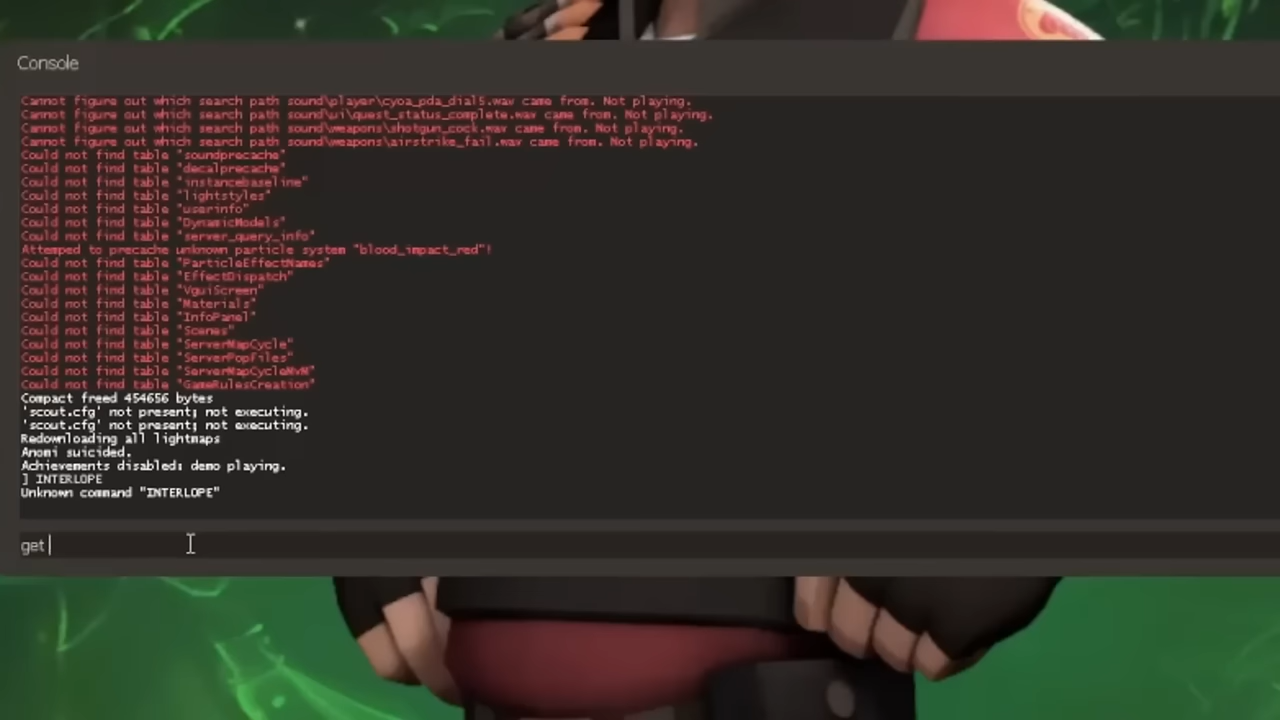 Console
Cannot figure out which search path sound\player\cyoa_pda_dial5.wav came from. Not playing.
Cannot figure out which search path sound\ui\quest_status_complete.wav came from. Not playing.
Cannot figure out which search path sound\weapons\shotgun_cock.wav came from. Not playing.
Cannot figure out which search path sound\weapons\airstrike_fail.wav came from. Not playing.
Could not find table "soundprecache"
Could not find table "decalprecache"
Could not find table "instancebaseline"
Could not find table "lightstyles"
Could not find table "userinfo"
Could not find table "DynamicModels"
Could not find table "server_query_info"
Attemped to precache unknown particle system "blood_impact_red"!
Could not find table "ParticleEffectNames"
Could not find table "EffectDispatch"
Could not find table "VguiScreen"
Could not find table "Materials"
Could not find table "InfoPanel"
Could not find table "Scenes"
Could not find table "ServerMapCycle"
Could not find table "ServerPopFiles"
Could not find table "ServerMapCycleMvM"
Could not find table "GameRulesCreation"
Compact freed 454656 bytes
'scout.cfg' not present; not executing.
'scout.cfg' not present; not executing.
Redownloading all lightmaps
Anomi suicided.
Achievements disabled: demo playing.
] INTERLOPE
Unknown command "INTERLOPE"
get